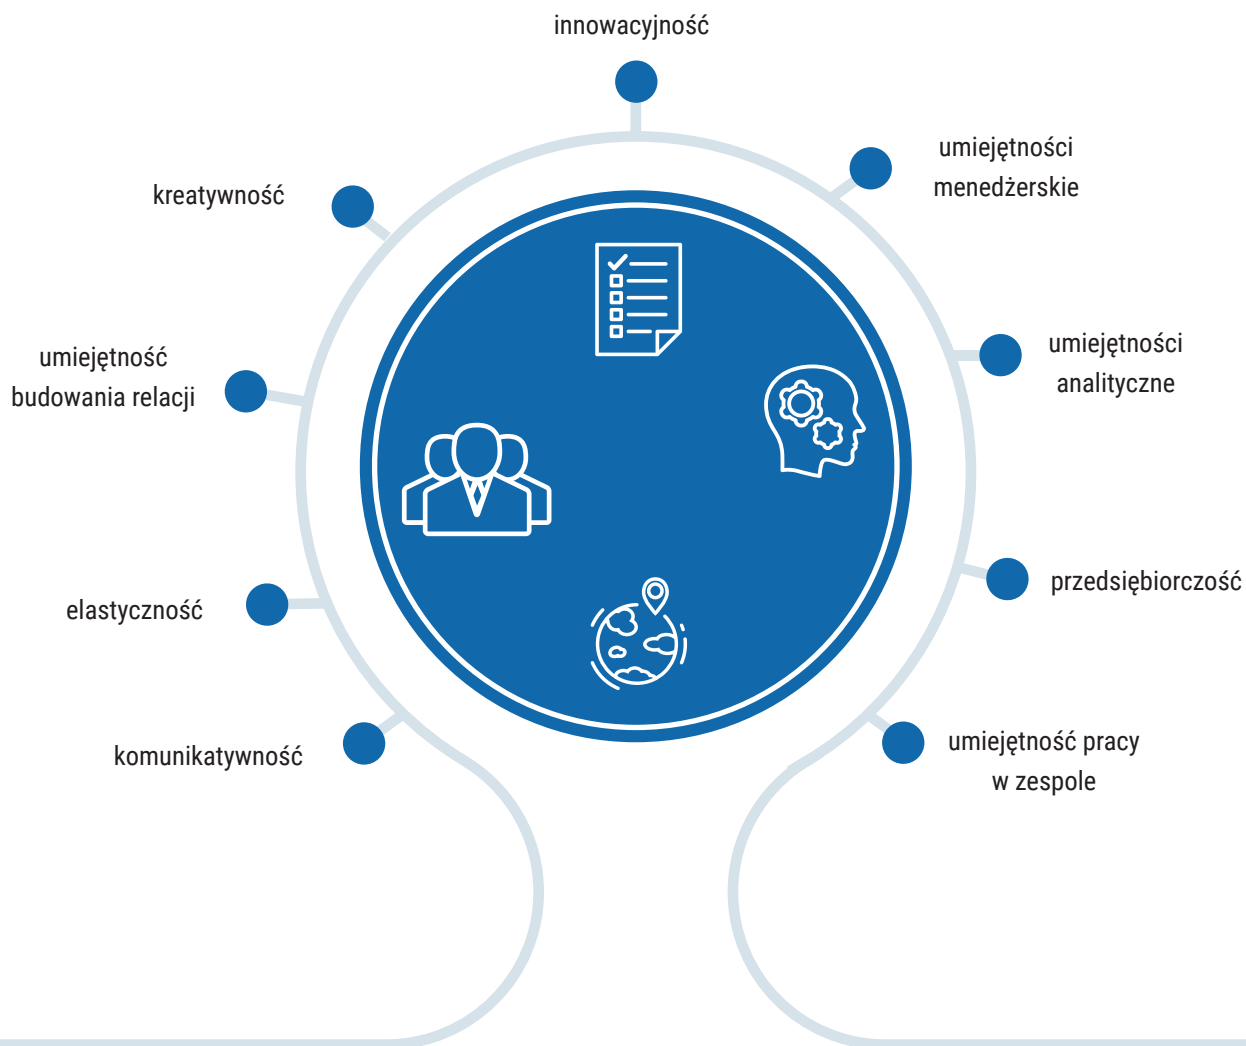 innowacyjność
umiejętności
menedżerskie
kreatywność
umiejętności
analityczne
umiejętność
budowania relacji
przedsiębiorczość
elastyczność
umiejętność pracy
w zespole
komunikatywność